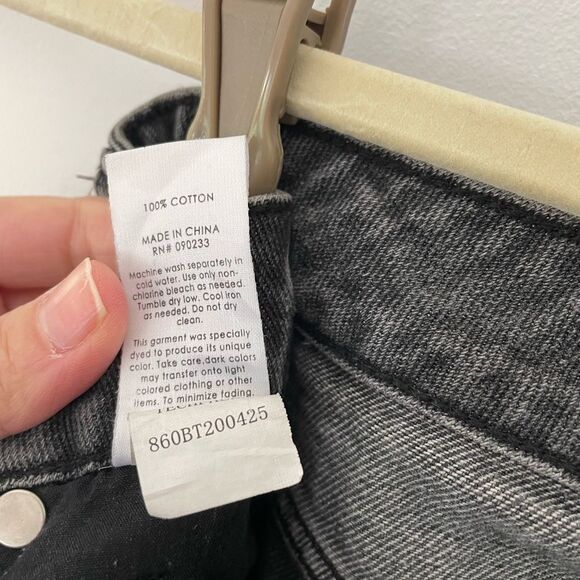 100% COTTON
MADE IN CHINA
RN# 090233
Machine wash separately in
cold water. Use only non-
chlorine bleach as needed.
Tumble dry low. Cool iron
as needed. Do not dry
clean.
This garment was specially
dyed to produce its unique
color. Take care,dark colors
may transfer onto light
colored clothing or other
items. To minimize fading,
860BT200425